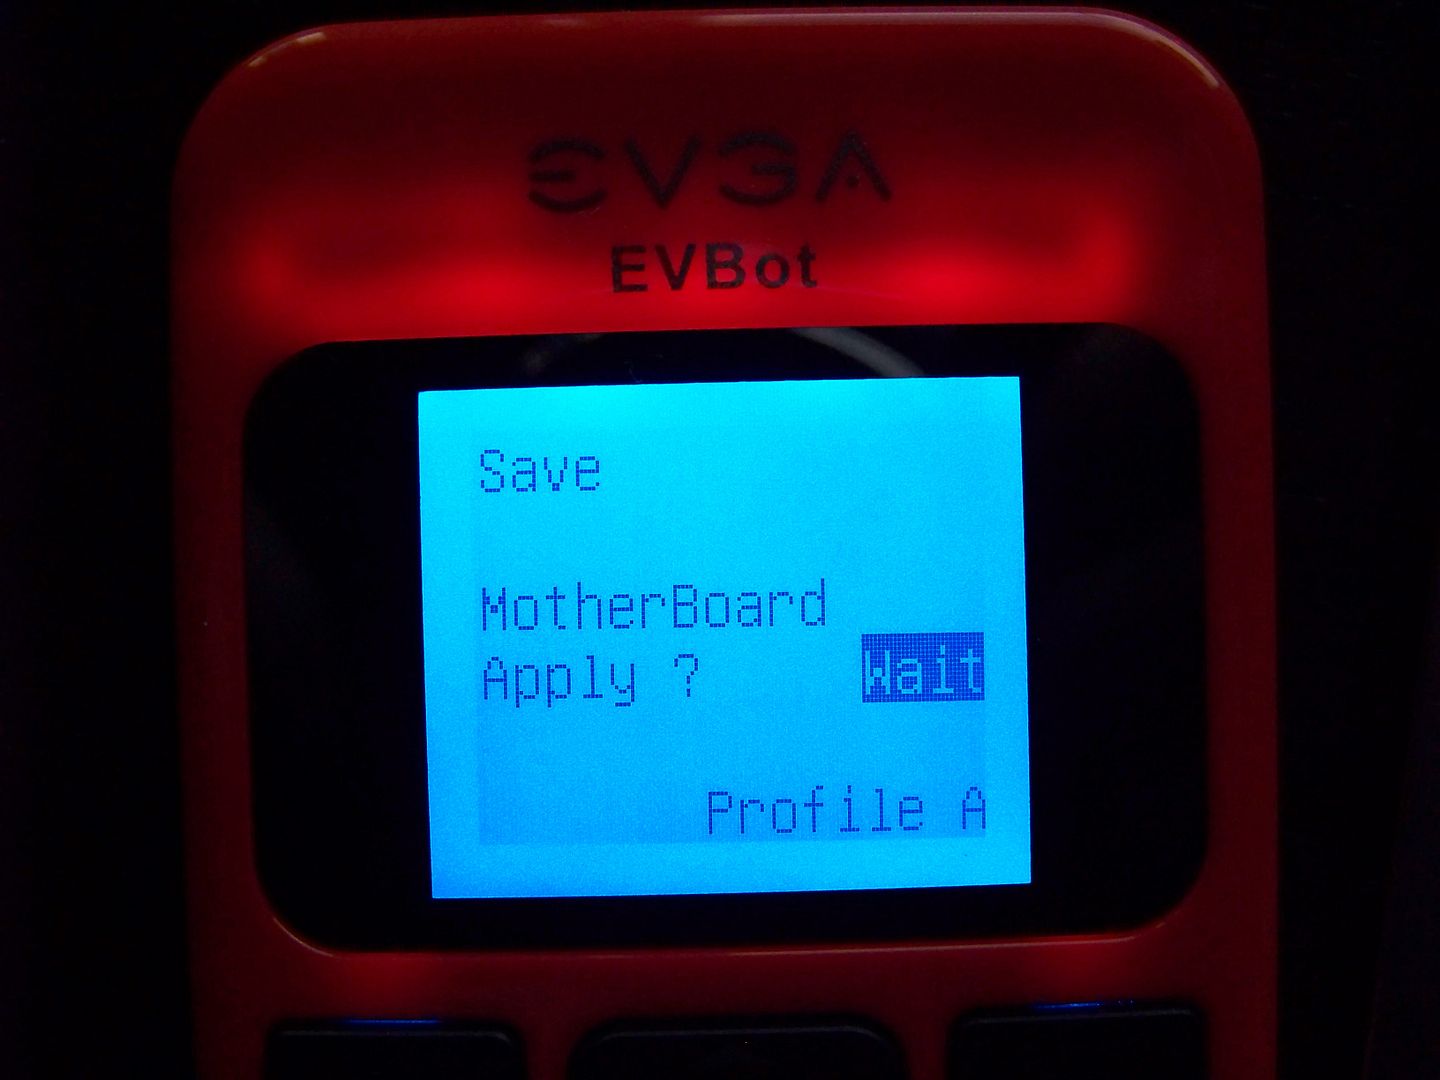 EVGA
EVBot
Save
MotherBoard
Apply ? Wait
Profile A